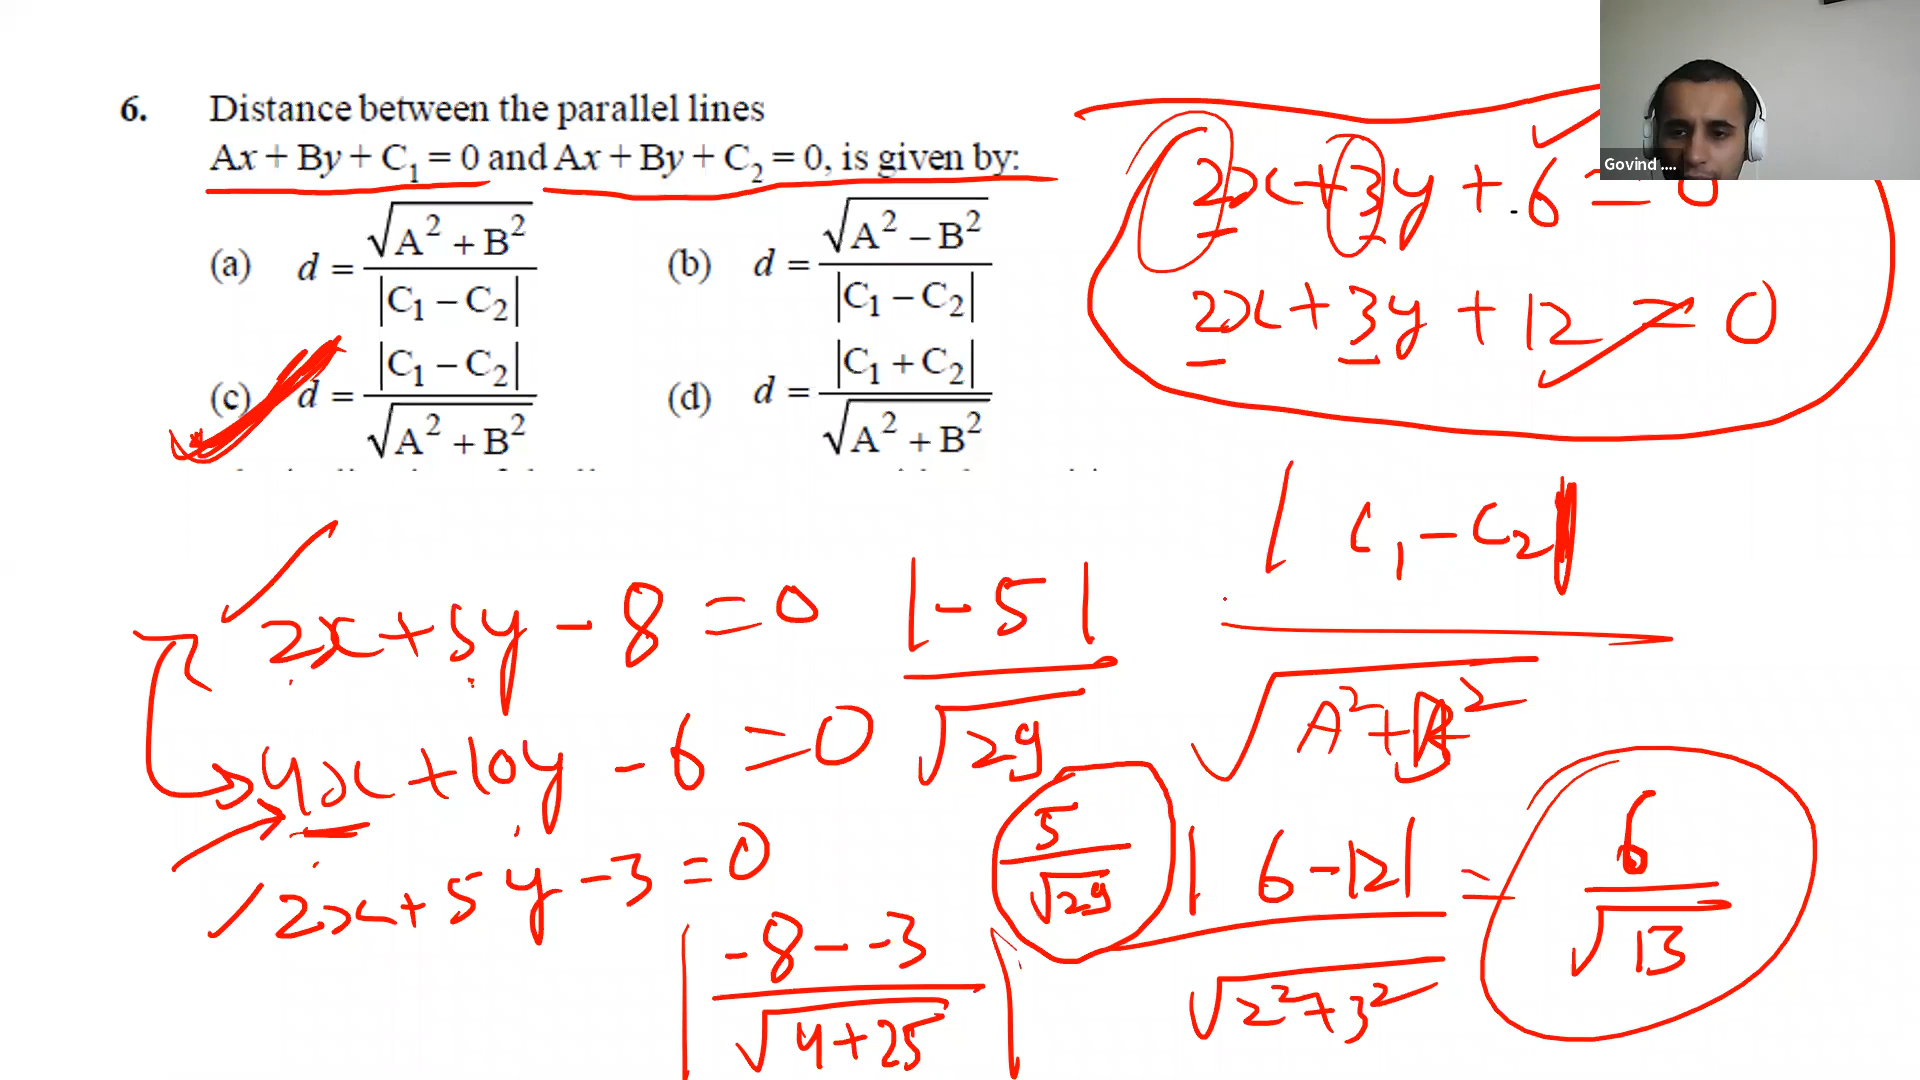 6. Distance between the parallel lines
Ax + By + C₁ = 0 and Ax + By + C₂ = 0, is given by:
(a) d = √(A² + B²) / |C₁ − C₂|
(b) d = √(A² − B²) / |C₁ − C₂|
(c) d = |C₁ − C₂| / √(A² + B²)
(d) d = |C₁ + C₂| / √(A² + B²)
Govind ....
2x + 3y + 6 = 0
2x + 3y + 12 = 0
|C₁ − C₂| / √(A² + B²)
|6 − 12| / √(2² + 3²) = 6 / √13
2x + 5y − 8 = 0
4x + 10y − 6 = 0
2x + 5y − 3 = 0
|−8 − −3 / √(4 + 25)|
|−5| / √29
5 / √29